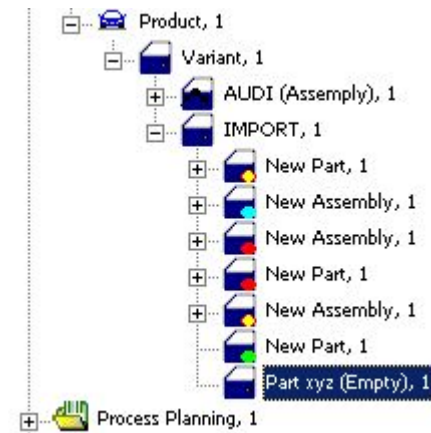 Product, 1
Variant, 1
AUDI (Assemply), 1
IMPORT, 1
New Part, 1
New Assembly, 1
New Assembly, 1
New Part, 1
New Assembly, 1
New Part, 1
Part xyz (Empty), 1
Process Planning, 1